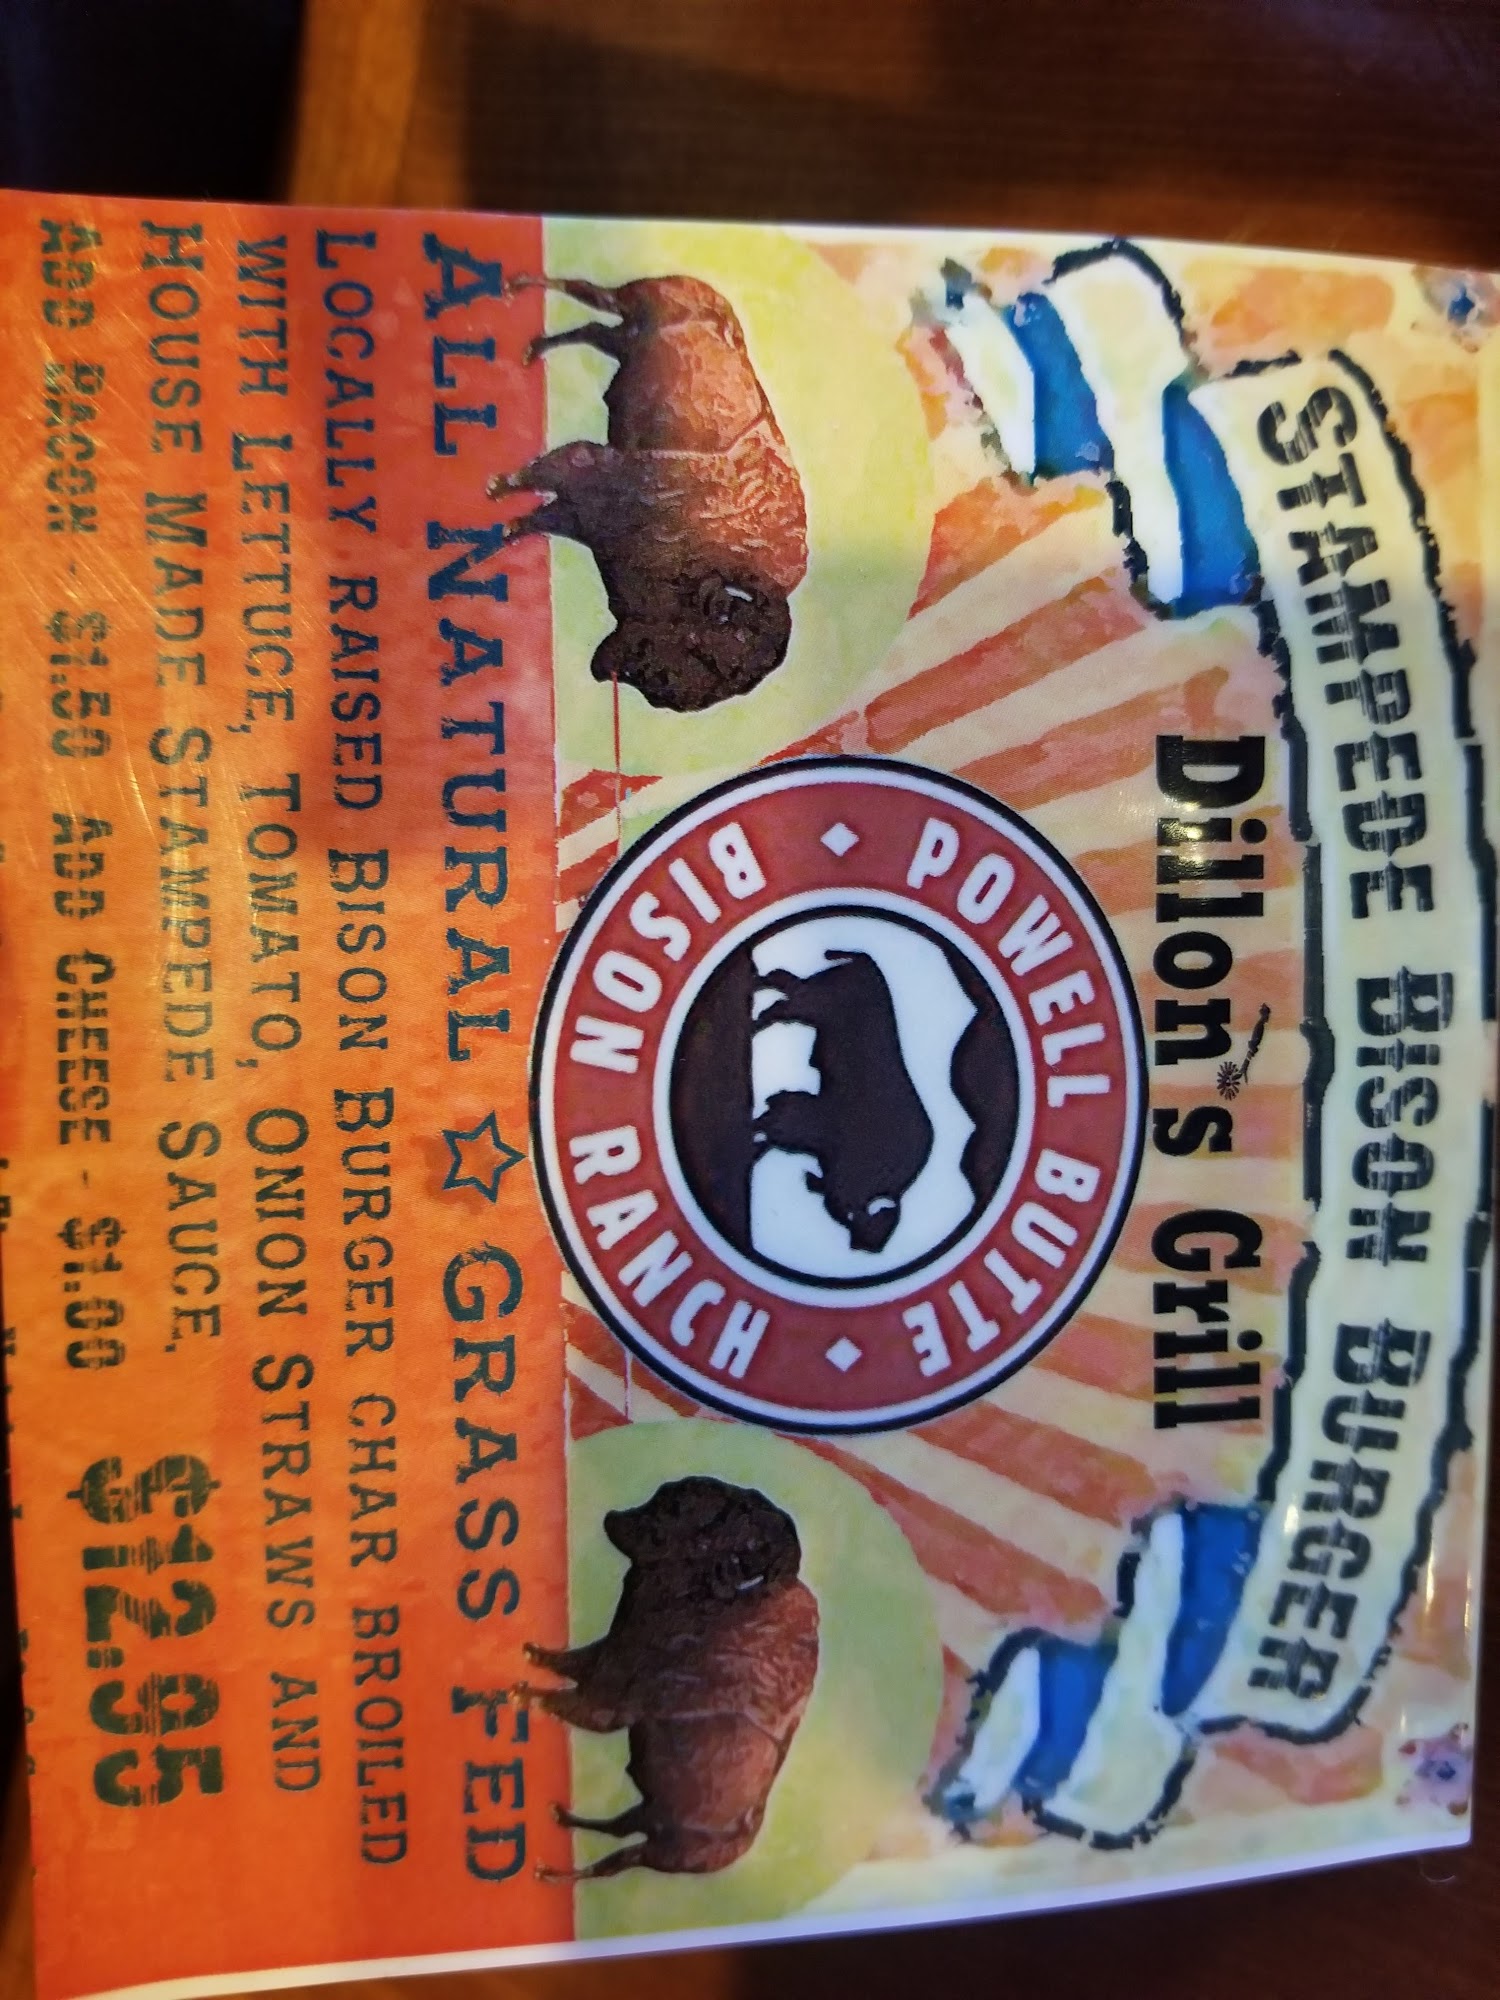 STAMPEDE BISON BURGER
Dillon's Grill
POWELL BUTTE
BISON RANCH
ALL NATURAL ☆ GRASS FED
LOCALLY RAISED BISON BURGER CHAR BROILED
WITH LETTUCE, TOMATO, ONION STRAWS AND
HOUSE MADE STAMPEDE SAUCE.
ADD BACON - $1.50 ADD CHEESE - $1.00 $12.95